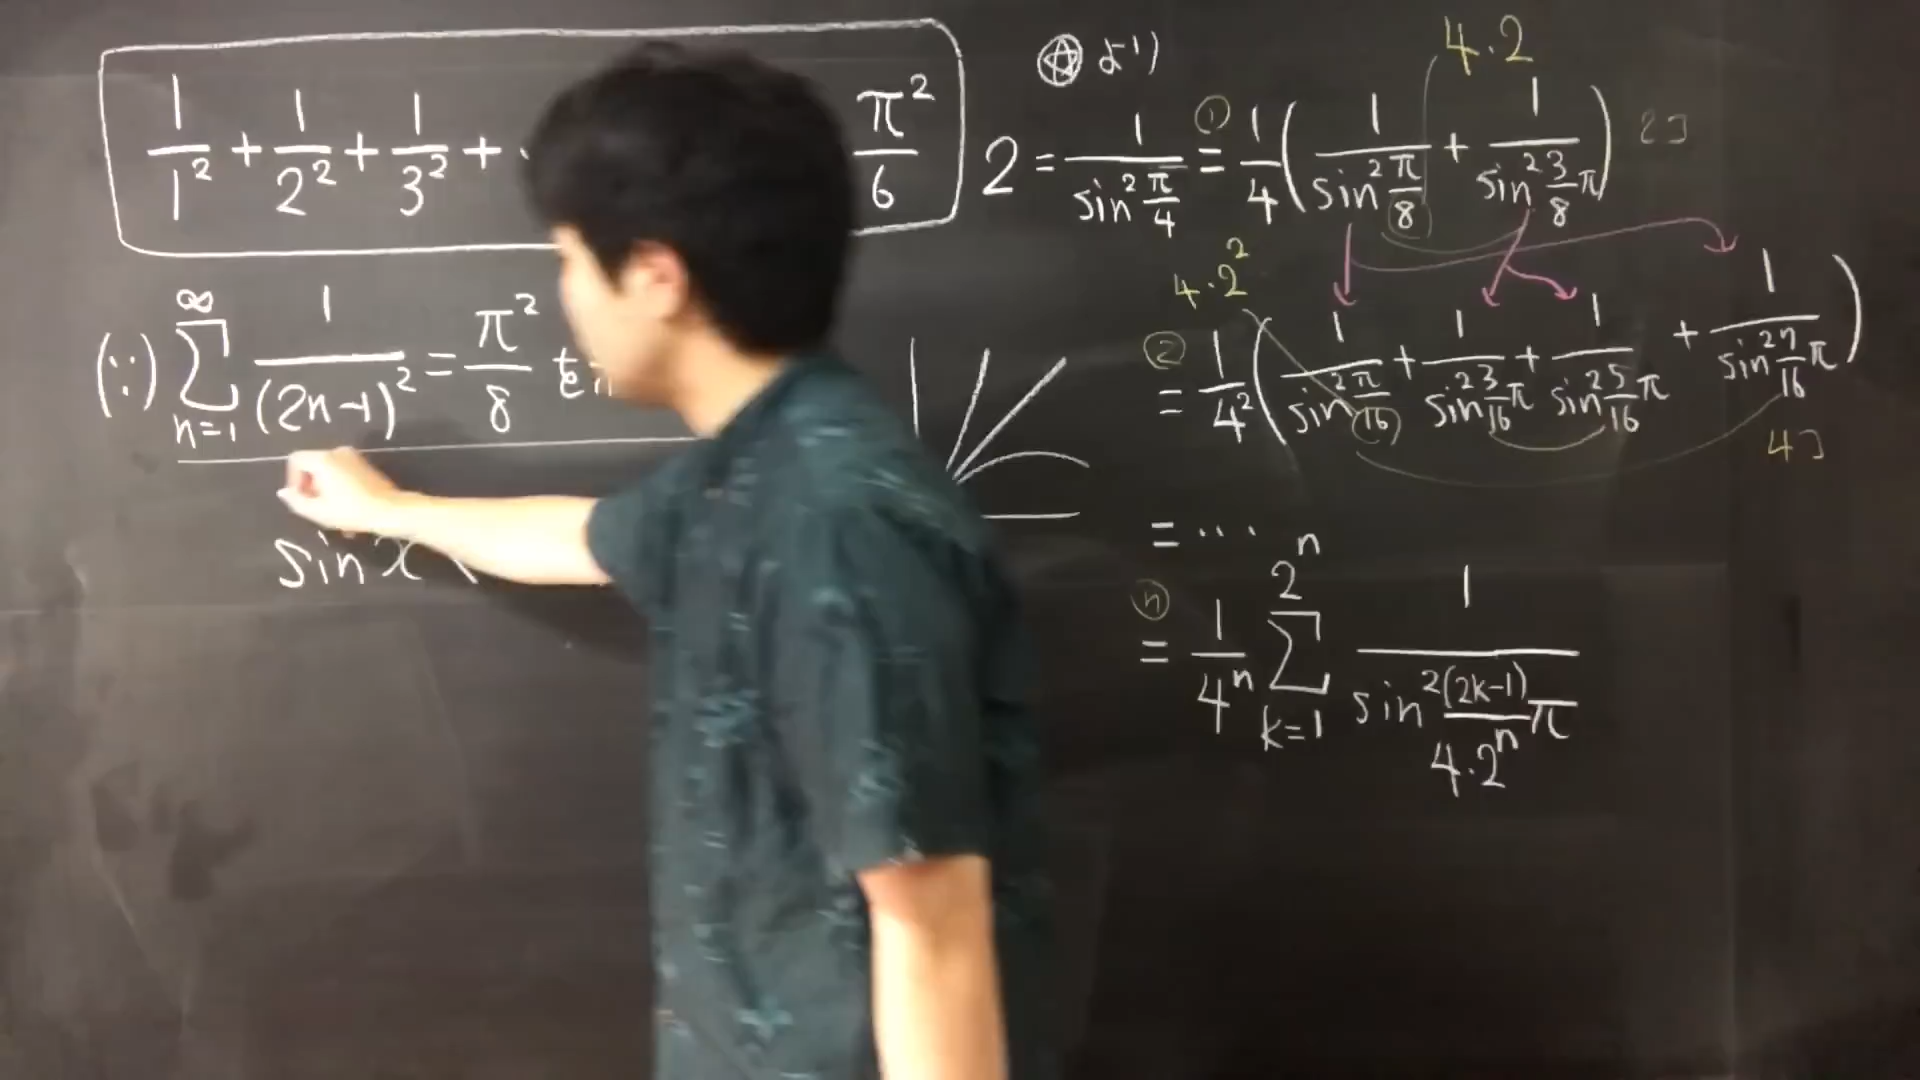 1/1² + 1/2² + 1/3² + · π²/6
(∵) ∞ Σ n=1 1/(2n-1)² = π²/8 を
sin x
☆ より
4·2
2 = 1/sin² π/4 ① = 1/4 ( 1/sin² π/8 + 1/sin² 3/8 π ) 2コ
4·2²
② = 1/4² ( 1/sin² π/16 + 1/sin² 3/16 π + 1/sin² 5/16 π + 1/sin² 7/16 π )
4コ
= ···
ⓝ = 1/4ⁿ 2ⁿ Σ k=1 1/sin² (2k-1)/4·2ⁿ π